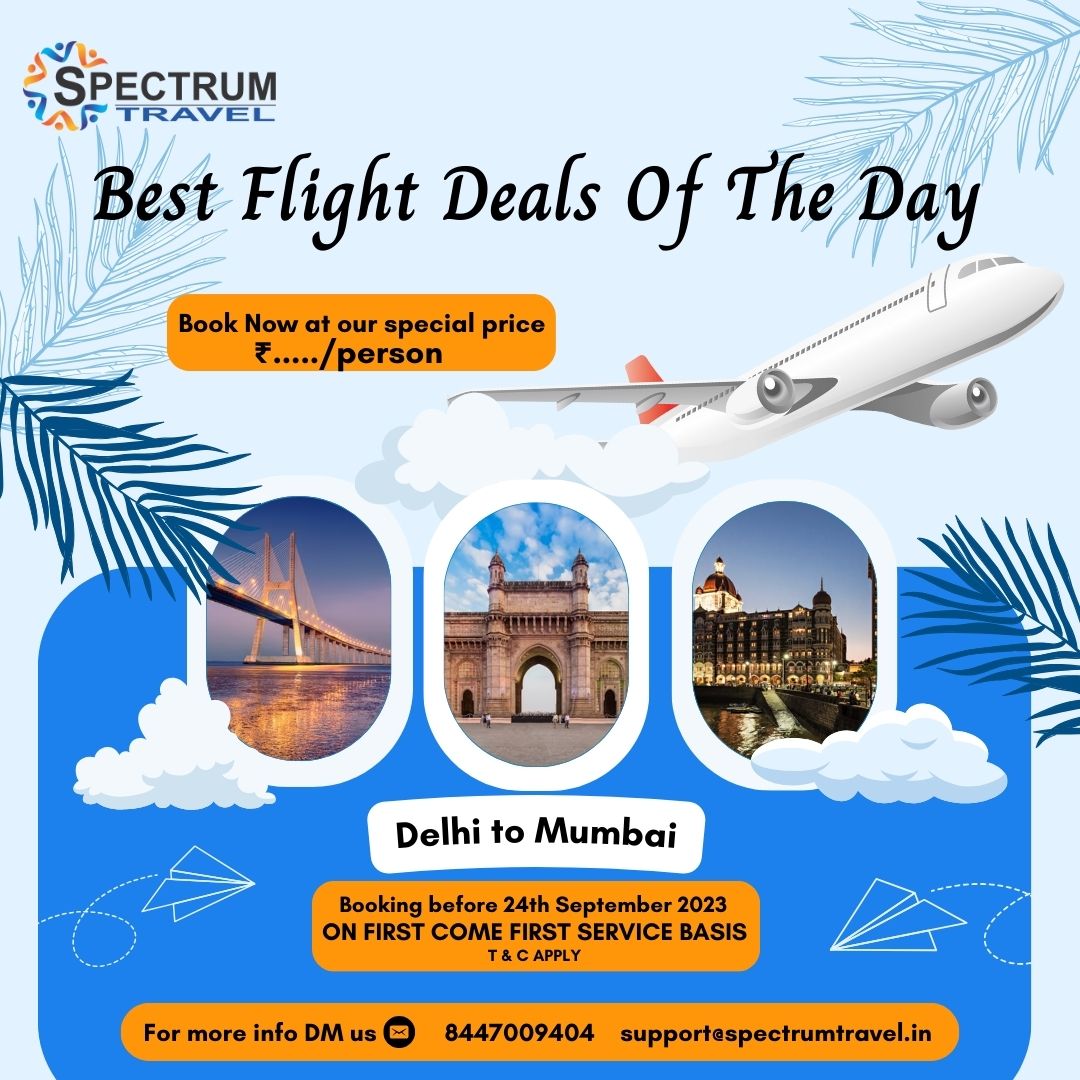 SPECTRUM
TRAVEL
Best Flight Deals Of The Day
Book Now at our special price
₹...../person
Delhi to Mumbai
Booking before 24th September 2023
ON FIRST COME FIRST SERVICE BASIS
T & C APPLY
For more info DM us 8447009404 support@spectrumtravel.in